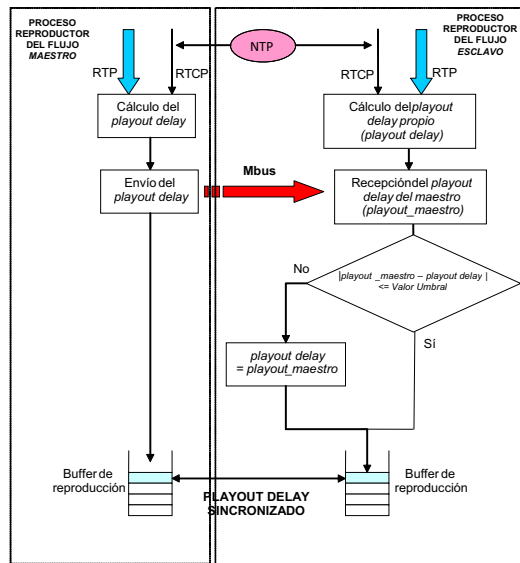 PROCESO
REPRODUCTOR
DEL FLUJO
MAESTRO
PROCESO
REPRODUCTOR
DEL FLUJO
ESCLAVO
NTP
RTP
RTCP
RTCP
RTP
Cálculo del
playout delay
Cálculo delplayout
delay propio
(playout delay)
Envío del
playout delay
Mbus
Recepcióndel playout
delay del maestro
(playout_maestro)
No
|playout _maestro – playout delay |
<= Valor Umbral
Sí
playout delay
= playout_maestro
Buffer de
reproducción
Buffer de
reproducción
PLAYOUT DELAY
SINCRONIZADO